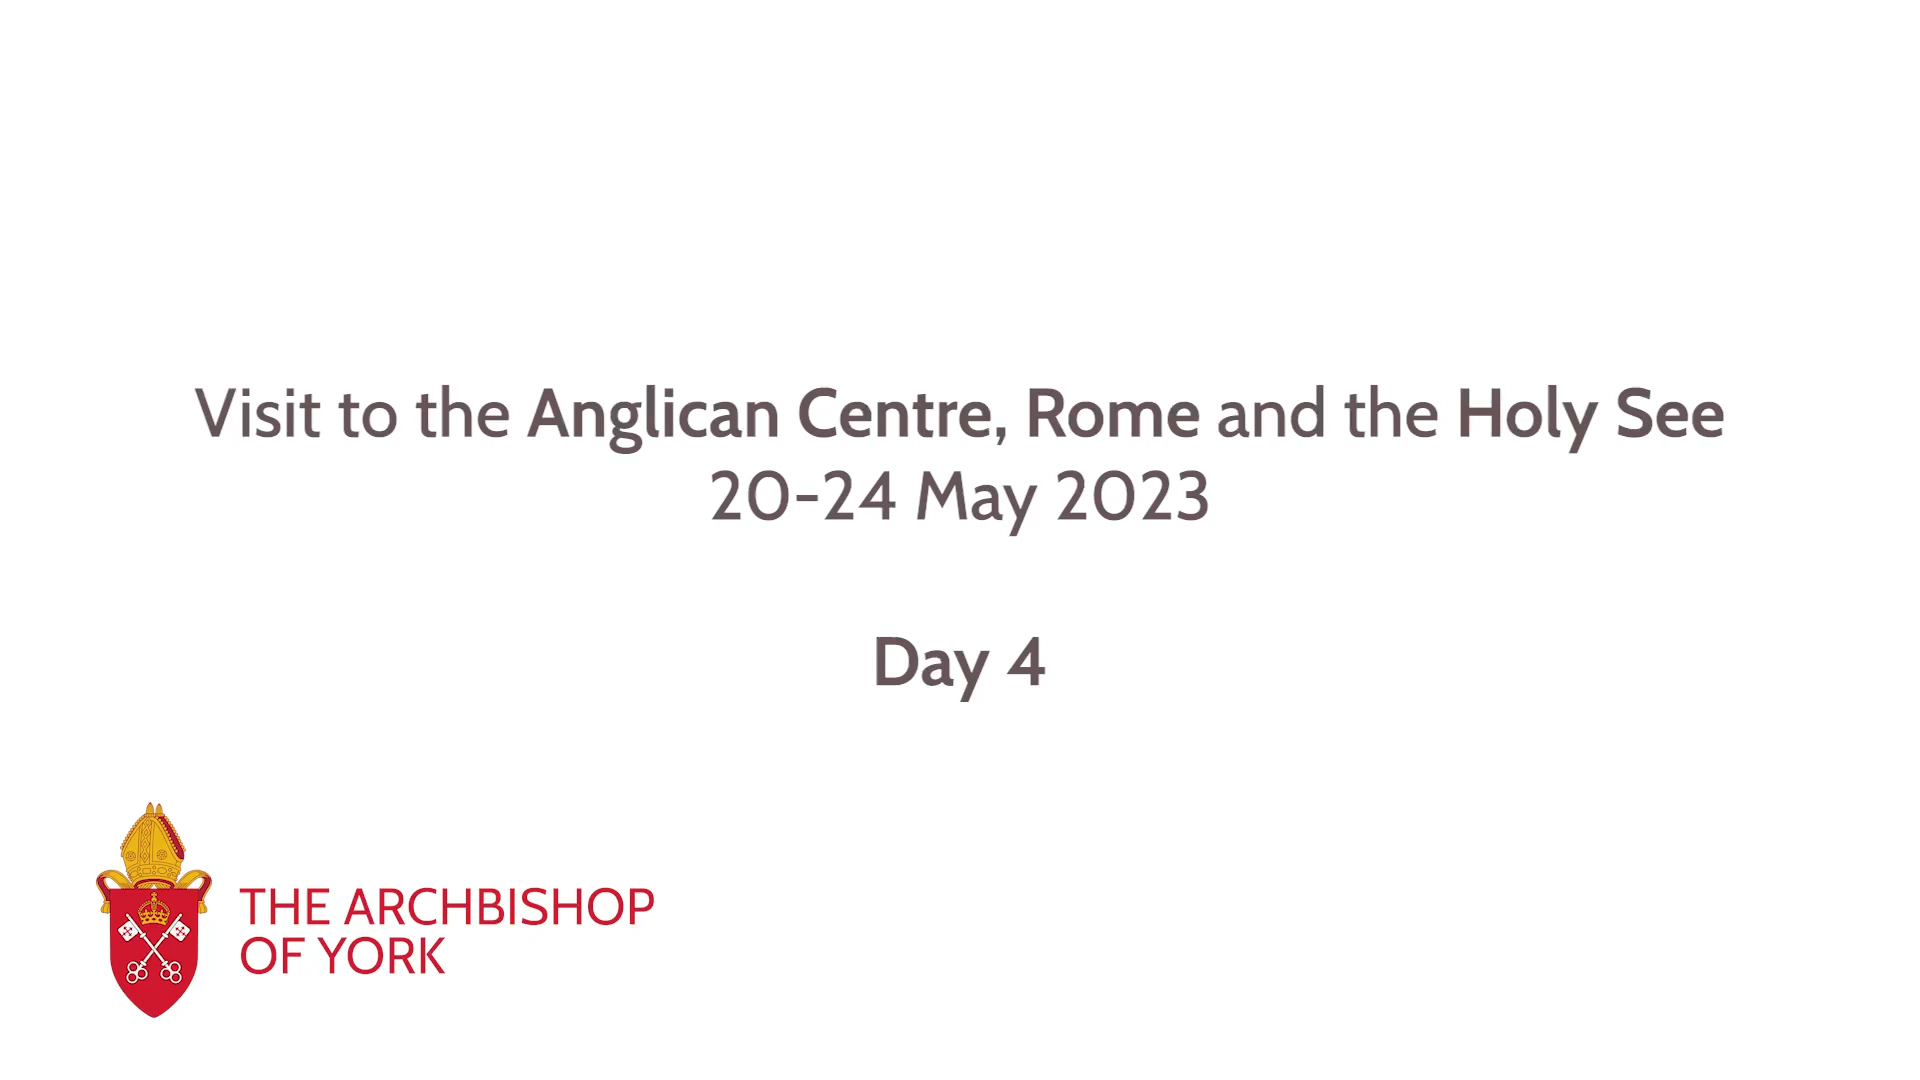 Visit to the Anglican Centre, Rome and the Holy See
20-24 May 2023
Day 4
THE ARCHBISHOP
OF YORK